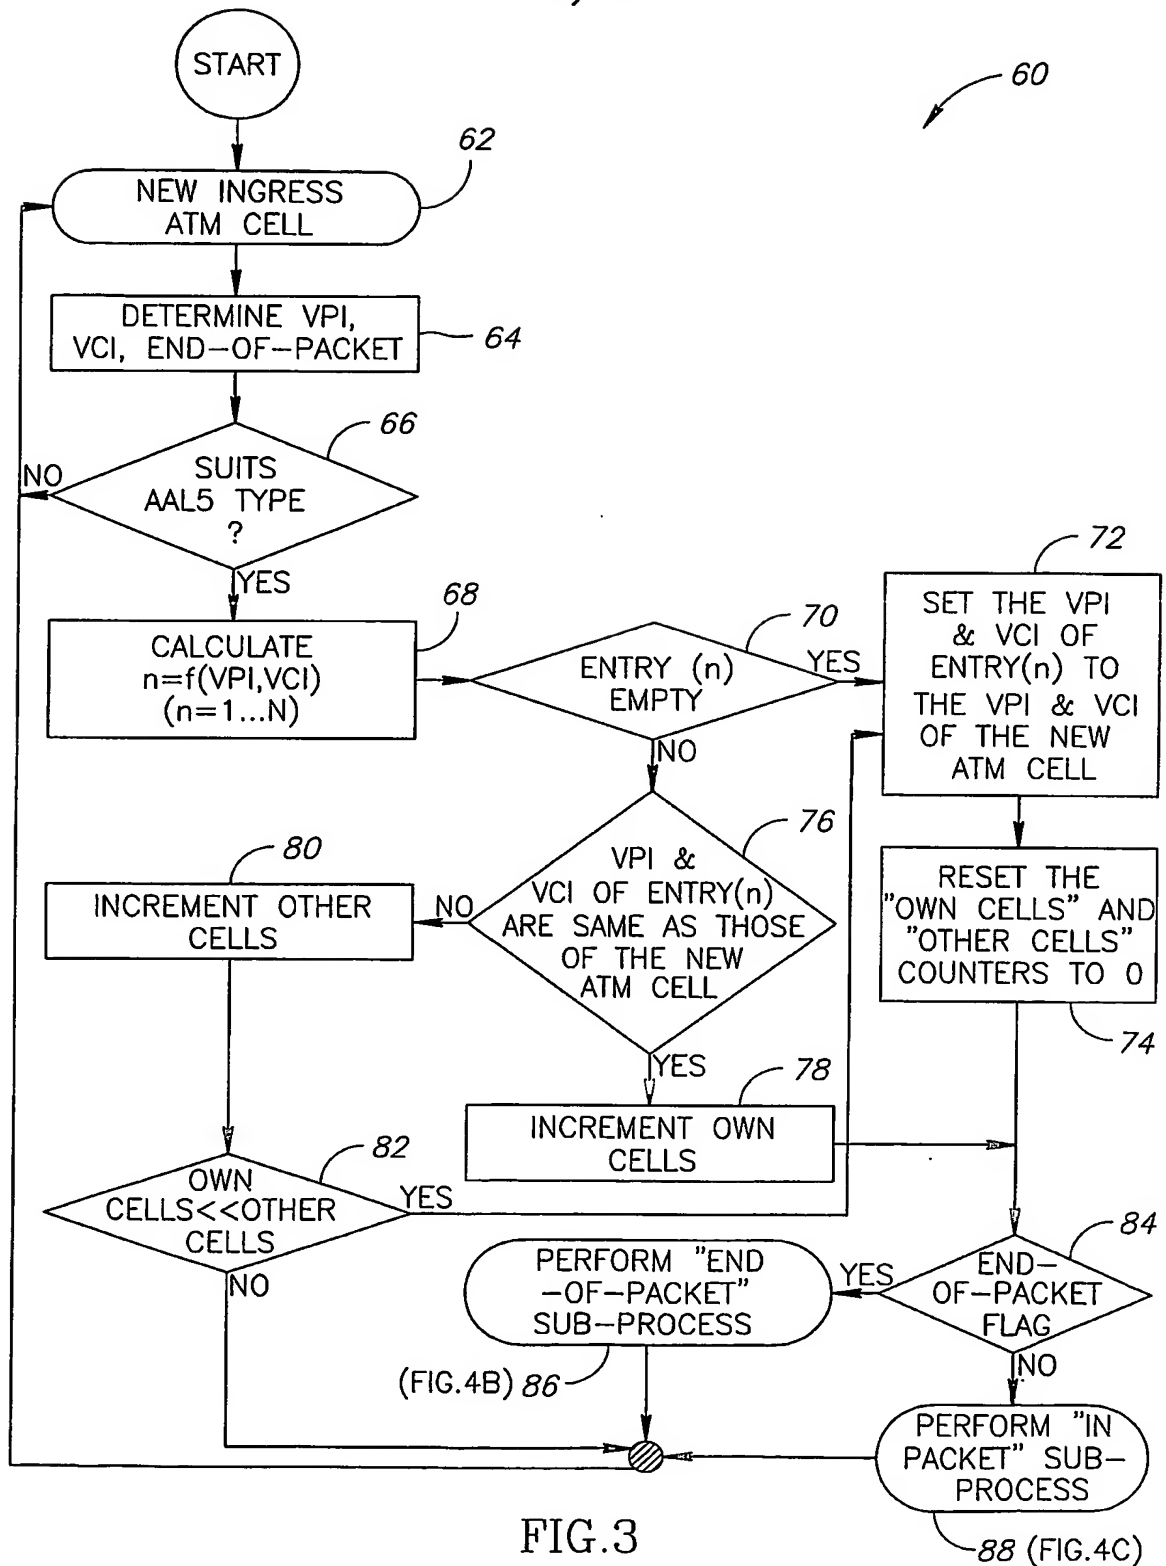 START
60
62
NEW INGRESS
ATM CELL
DETERMINE VPI,
VCI, END-OF-PACKET
64
66
SUITS
AAL5 TYPE
?
NO
YES
68
CALCULATE
n=f(VPI,VCI)
(n=1...N)
70
ENTRY (n)
EMPTY
YES
NO
72
SET THE VPI
& VCI OF
ENTRY(n) TO
THE VPI & VCI
OF THE NEW
ATM CELL
76
VPI &
VCI OF ENTRY(n)
ARE SAME AS THOSE
OF THE NEW
ATM CELL
NO
YES
80
INCREMENT OTHER
CELLS
RESET THE
"OWN CELLS" AND
"OTHER CELLS"
COUNTERS TO 0
74
78
INCREMENT OWN
CELLS
82
OWN
CELLS<<OTHER
CELLS
YES
NO
84
END-
OF-PACKET
FLAG
YES
NO
PERFORM "END
-OF-PACKET"
SUB-PROCESS
(FIG.4B) 86
PERFORM "IN
PACKET" SUB-
PROCESS
88 (FIG.4C)
FIG.3